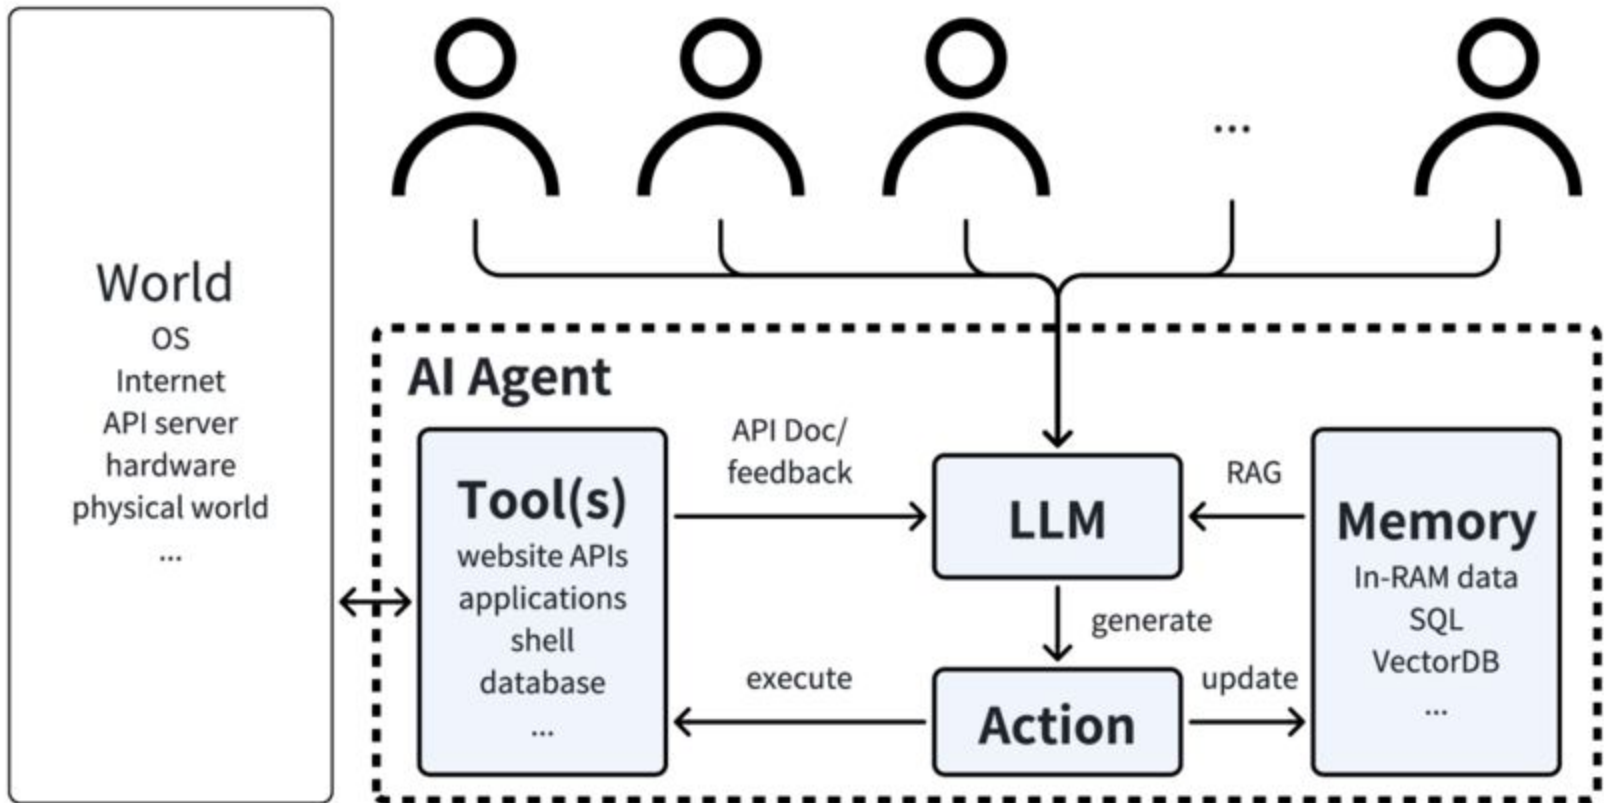 World
OS
Internet
API server
hardware
physical world
...
...
AI Agent
Tool(s)
website APIs
applications
shell
database
...
API Doc/
feedback
LLM
RAG
Memory
In-RAM data
SQL
VectorDB
...
generate
execute
Action
update